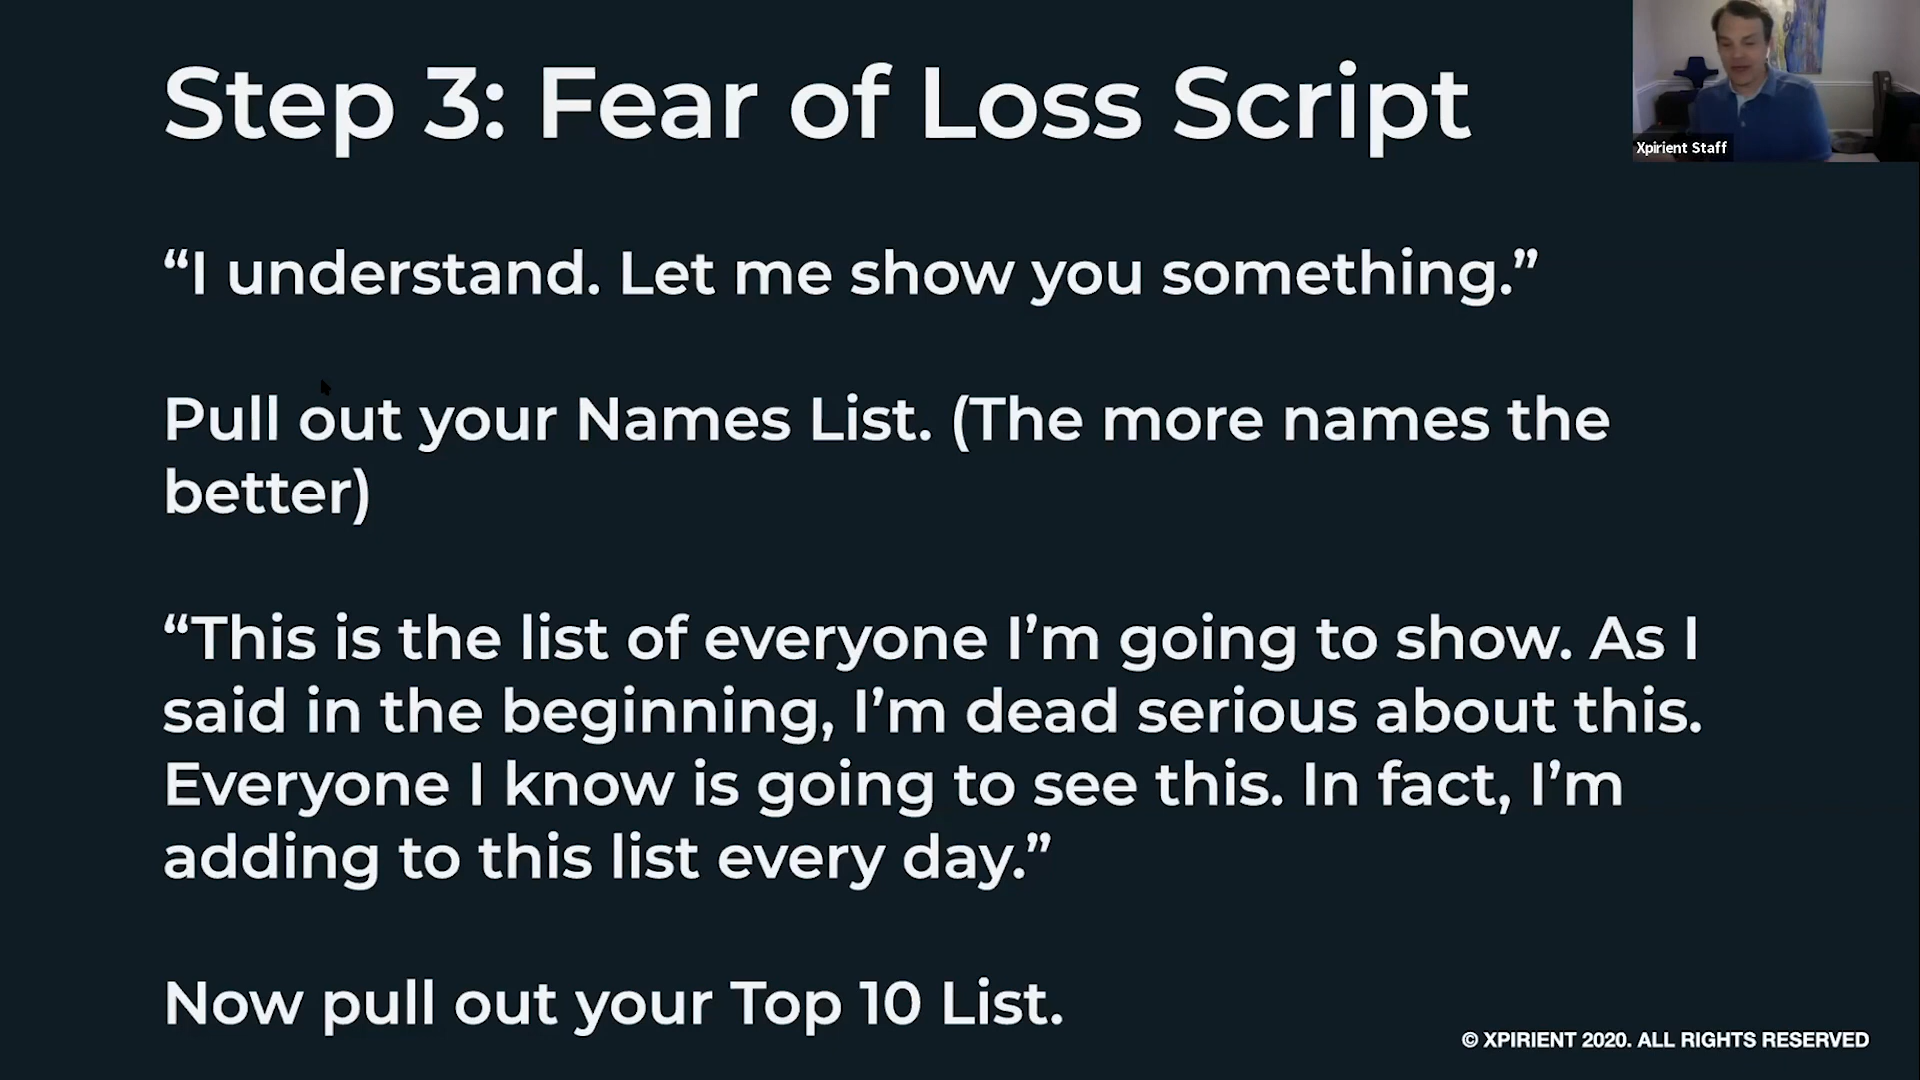 Step 3: Fear of Loss Script
Xpirient Staff
“I understand. Let me show you something.”
Pull out your Names List. (The more names the
better)
“This is the list of everyone I’m going to show. As I
said in the beginning, I’m dead serious about this.
Everyone I know is going to see this. In fact, I’m
adding to this list every day.”
Now pull out your Top 10 List.
© XPIRIENT 2020. ALL RIGHTS RESERVED